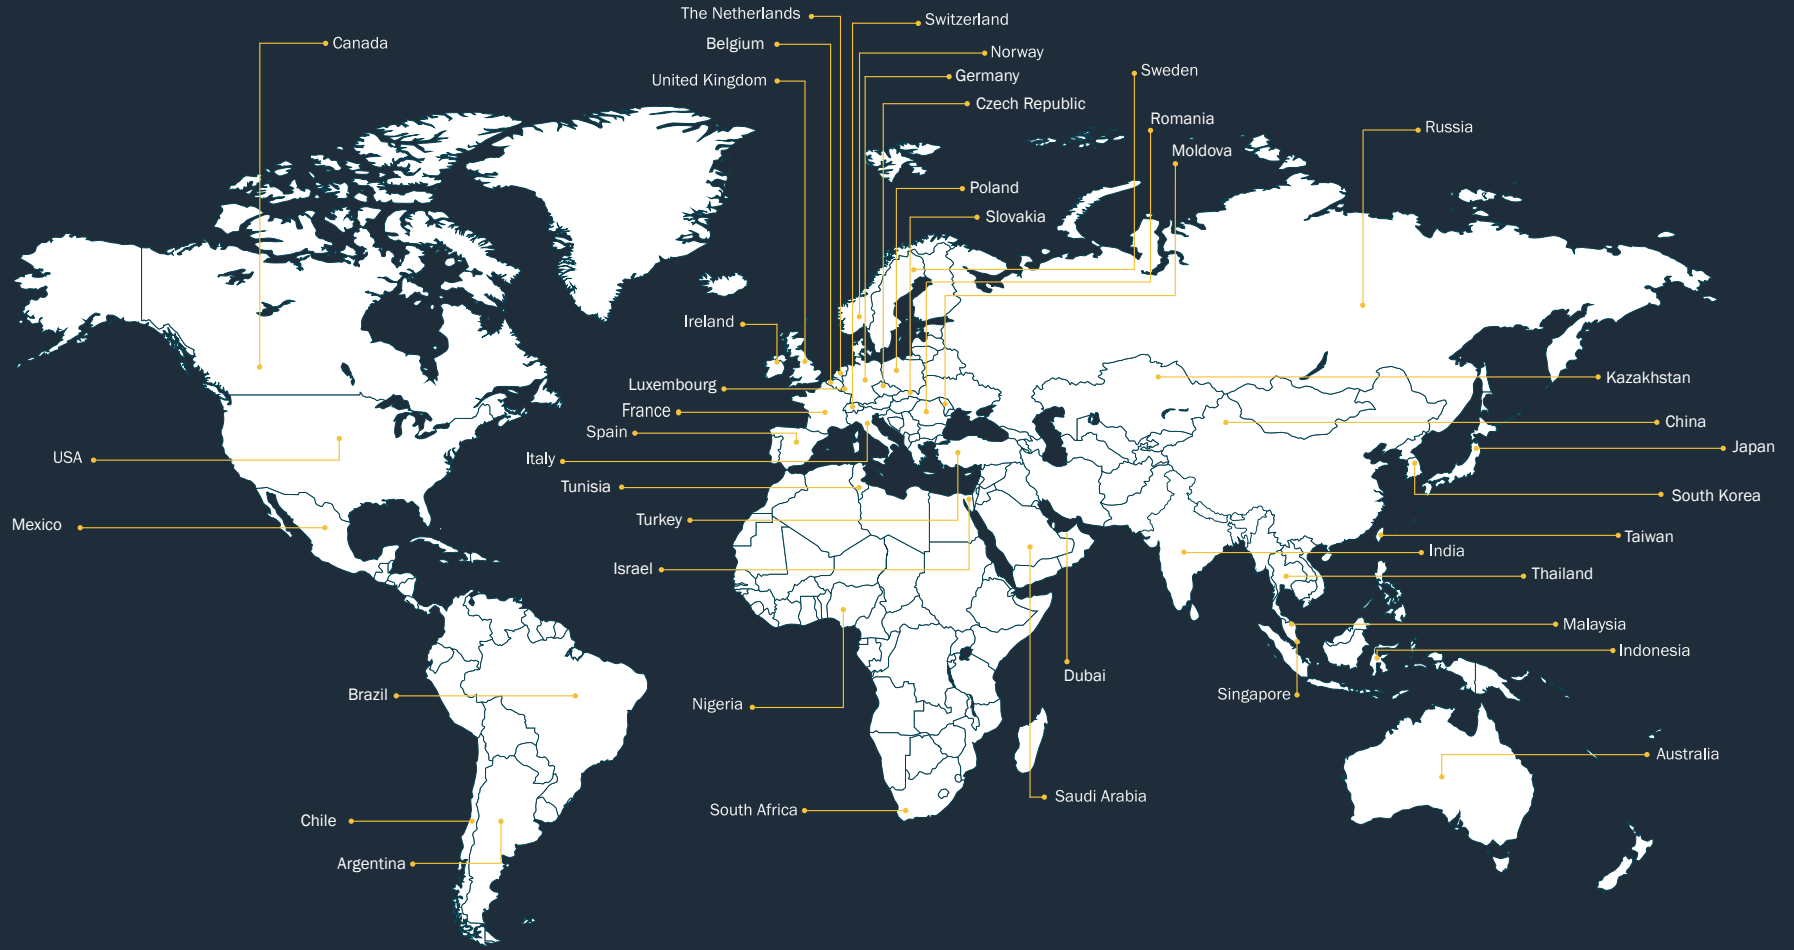 The Netherlands
Switzerland
Canada
Belgium
Norway
United Kingdom
Germany
Sweden
Czech Republic
Romania
Russia
Moldova
Poland
Slovakia
Ireland
Luxembourg
Kazakhstan
France
China
Spain
Japan
USA
Italy
Tunisia
South Korea
Mexico
Turkey
Taiwan
India
Israel
Thailand
Malaysia
Indonesia
Dubai
Brazil
Singapore
Nigeria
Australia
Saudi Arabia
South Africa
Chile
Argentina